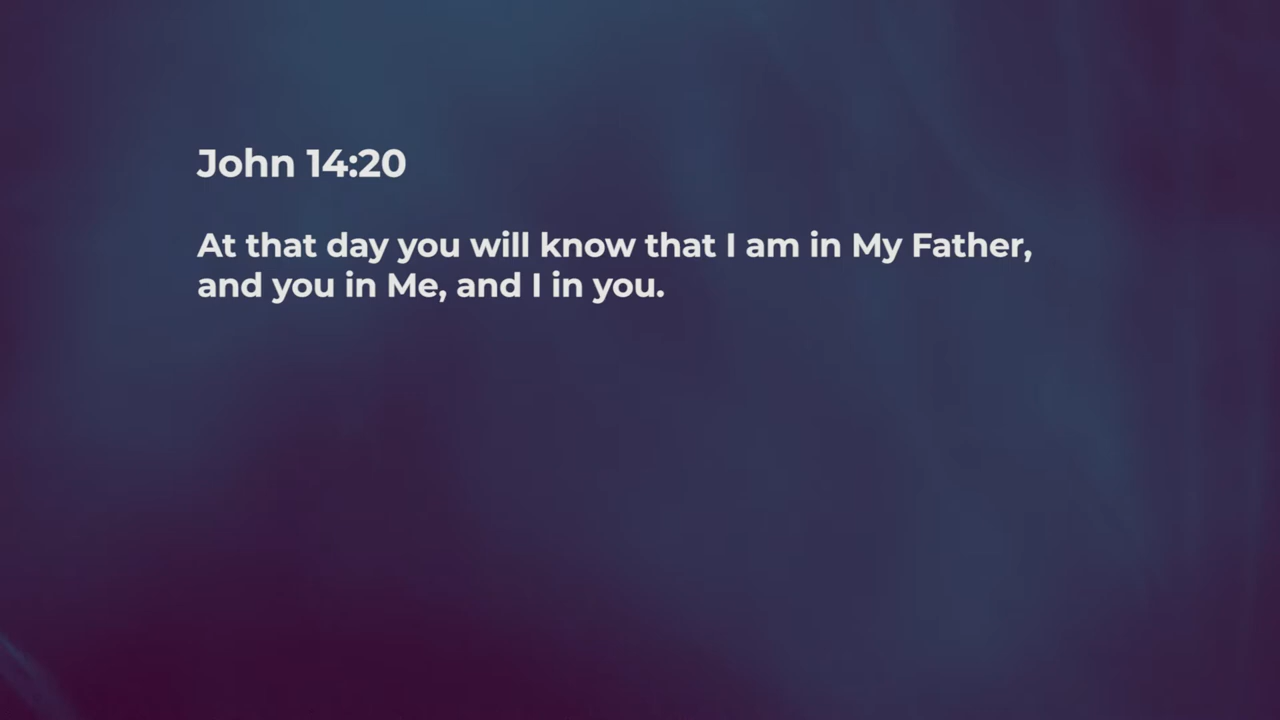 John 14:20
At that day you will know that I am in My Father,
and you in Me, and I in you.